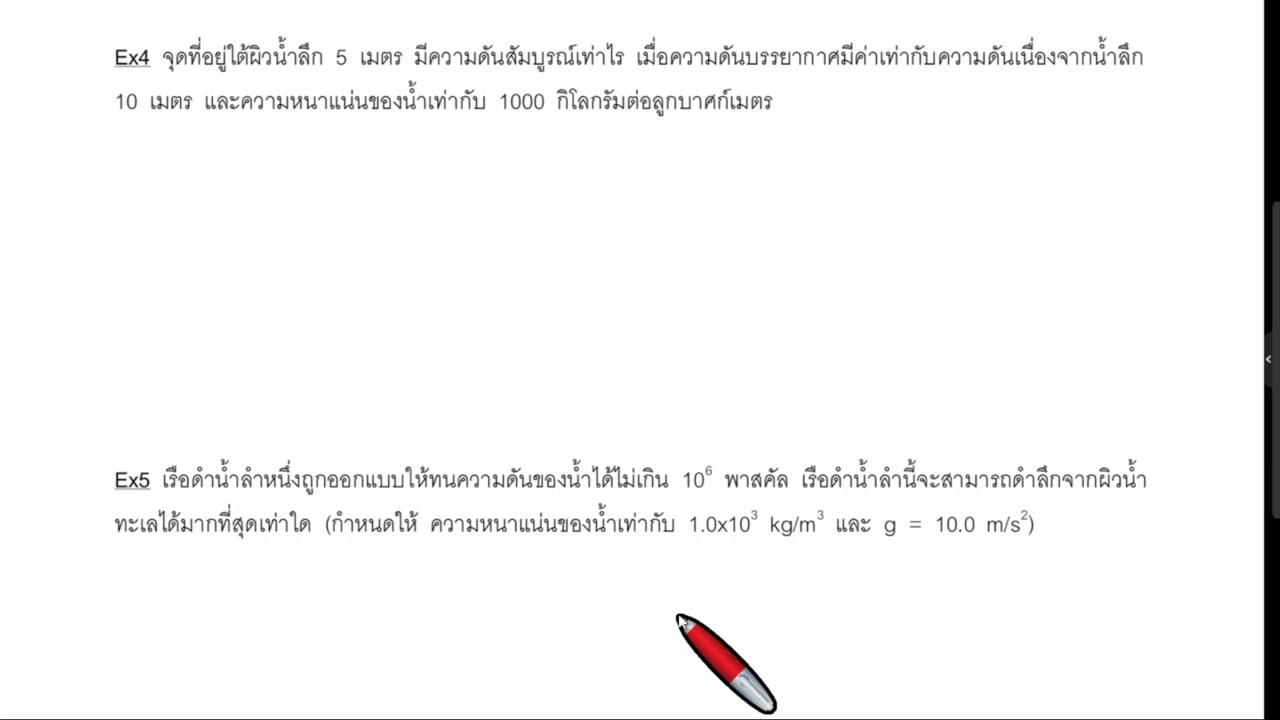 Ex4 จุดที่อยู่ใต้ผิวน้ำลึก 5 เมตร มีความดันสัมบูรณ์เท่าไร เมื่อความดันบรรยากาศมีค่าเท่ากับความดันเนื่องจากน้ำลึก
10 เมตร และความหนาแน่นของน้ำเท่ากับ 1000 กิโลกรัมต่อลูกบาศก์เมตร
Ex5 เรือดำน้ำลำหนึ่งถูกออกแบบให้ทนความดันของน้ำได้ไม่เกิน 10⁶ พาสคัล เรือดำน้ำลำนี้จะสามารถดำลึกจากผิวน้ำ
ทะเลได้มากที่สุดเท่าใด (กำหนดให้ ความหนาแน่นของน้ำเท่ากับ 1.0x10³ kg/m³ และ g = 10.0 m/s²)